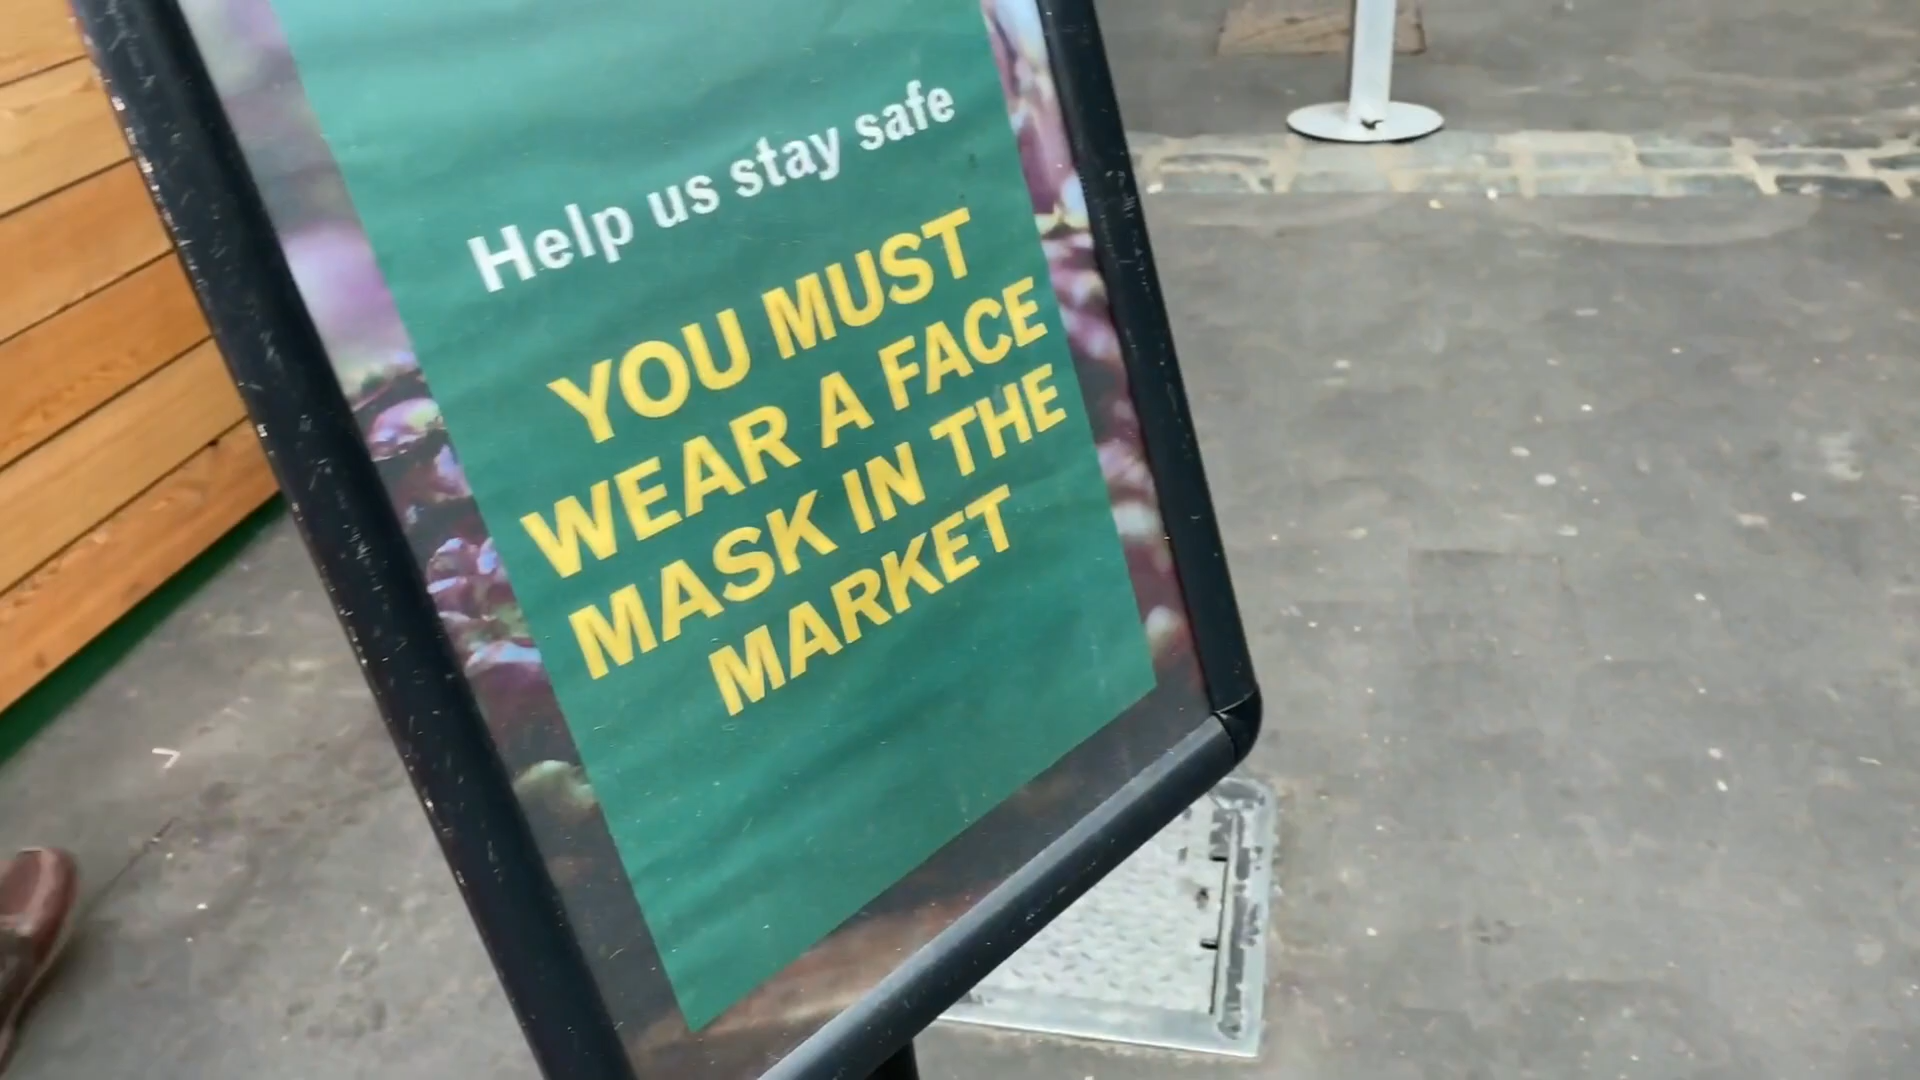 Help us stay safe
YOU MUST
WEAR A FACE
MASK IN THE
MARKET